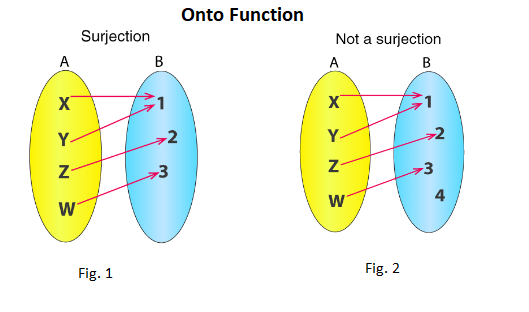 Onto Function
Surjection
A B
X 1
Y 2
Z 3
W
Fig. 1
Not a surjection
A B
X 1
Y 2
Z 3
W 4
Fig. 2